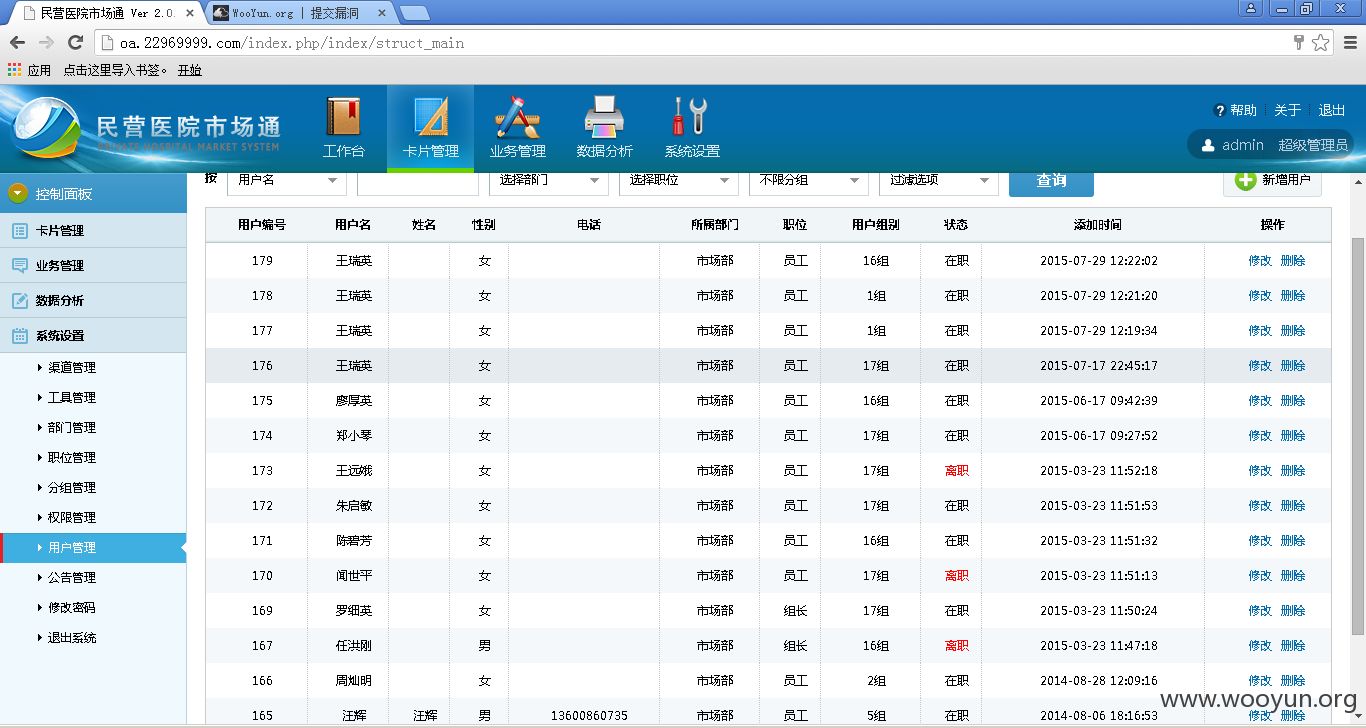 民营医院市场通 Ver 2.0.
WooYun.org | 提交漏洞
oa.22969999.com/index.php/index/struct_main
应用 点击这里导入书签。 开始
民营医院市场通
PRIVATE HOSPITAL MARKET SYSTEM
工作台 卡片管理 业务管理 数据分析 系统设置
帮助 关于 退出
admin 超级管理员
控制面板
卡片管理
业务管理
数据分析
系统设置
渠道管理
工具管理
部门管理
职位管理
分组管理
权限管理
用户管理
公告管理
修改密码
退出系统
按 用户名 选择部门 选择职位 不限分组 过滤选项 查询 新增用户
用户编号 用户名 姓名 性别 电话 所属部门 职位 用户组别 状态 添加时间 操作
179 王瑞英 女 市场部 员工 16组 在职 2015-07-29 12:22:02 修改 删除
178 王瑞英 女 市场部 员工 1组 在职 2015-07-29 12:21:20 修改 删除
177 王瑞英 女 市场部 员工 1组 在职 2015-07-29 12:19:34 修改 删除
176 王瑞英 女 市场部 员工 17组 在职 2015-07-17 22:45:17 修改 删除
175 廖厚英 女 市场部 员工 16组 在职 2015-06-17 09:42:39 修改 删除
174 郑小琴 女 市场部 员工 17组 在职 2015-06-17 09:27:52 修改 删除
173 王远娥 女 市场部 员工 17组 离职 2015-03-23 11:52:18 修改 删除
172 朱启敏 女 市场部 员工 17组 在职 2015-03-23 11:51:53 修改 删除
171 陈碧芳 女 市场部 员工 16组 在职 2015-03-23 11:51:32 修改 删除
170 闻世平 女 市场部 员工 17组 离职 2015-03-23 11:51:13 修改 删除
169 罗细英 女 市场部 组长 17组 在职 2015-03-23 11:50:24 修改 删除
167 任洪刚 男 市场部 组长 16组 离职 2015-03-23 11:47:18 修改 删除
166 周灿明 女 市场部 员工 2组 在职 2014-08-28 12:09:16 修改 删除
165 汪辉 汪辉 男 13600860735 市场部 员工 5组 在职 2014-08-06 18:16:53 修改 删除
www.wooyun.org